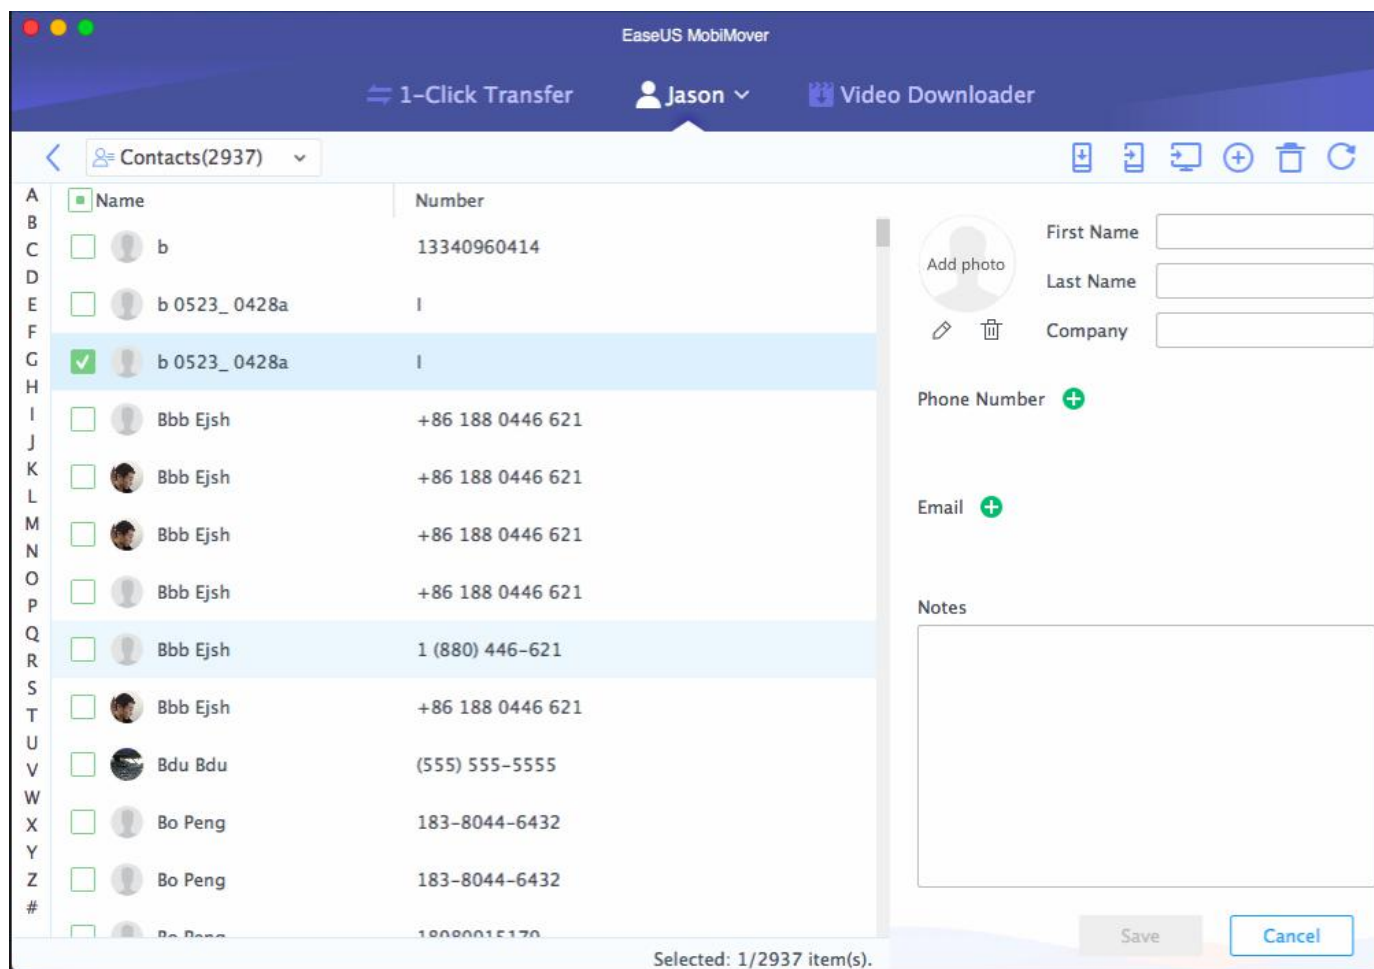 EaseUS MobiMover
1-Click Transfer Jason Video Downloader
Contacts(2937)
A
B
C
D
E
F
G
H
I
J
K
L
M
N
O
P
Q
R
S
T
U
V
W
X
Y
Z
#
Name Number
b 13340960414
b 0523_ 0428a I
b 0523_ 0428a I
Bbb Ejsh +86 188 0446 621
Bbb Ejsh +86 188 0446 621
Bbb Ejsh +86 188 0446 621
Bbb Ejsh +86 188 0446 621
Bbb Ejsh 1 (880) 446-621
Bbb Ejsh +86 188 0446 621
Bdu Bdu (555) 555-5555
Bo Peng 183-8044-6432
Bo Peng 183-8044-6432
Bo Peng
Selected: 1/2937 item(s).
Add photo
First Name
Last Name
Company
Phone Number
Email
Notes
Save Cancel